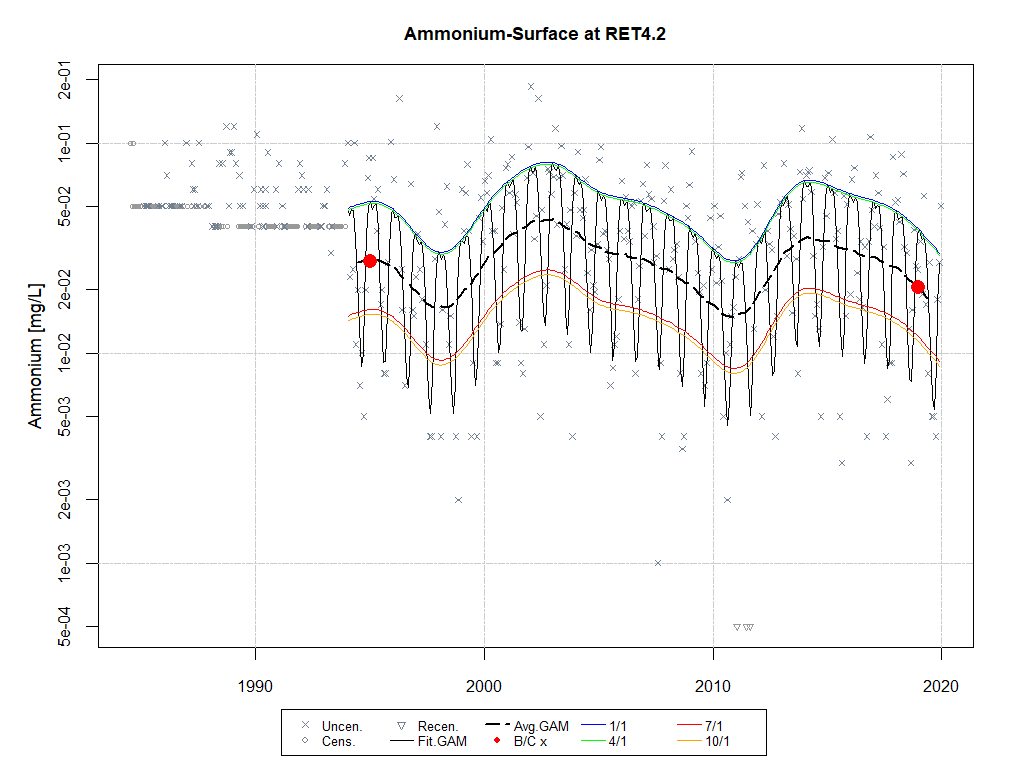 Ammonium-Surface at RET4.2
Ammonium [mg/L]
2e-01
1e-01
5e-02
2e-02
1e-02
5e-03
2e-03
1e-03
5e-04
1990 2000 2010 2020
Uncen. Recen. Avg.GAM 1/1 7/1
Cens. Fit.GAM B/C x 4/1 10/1